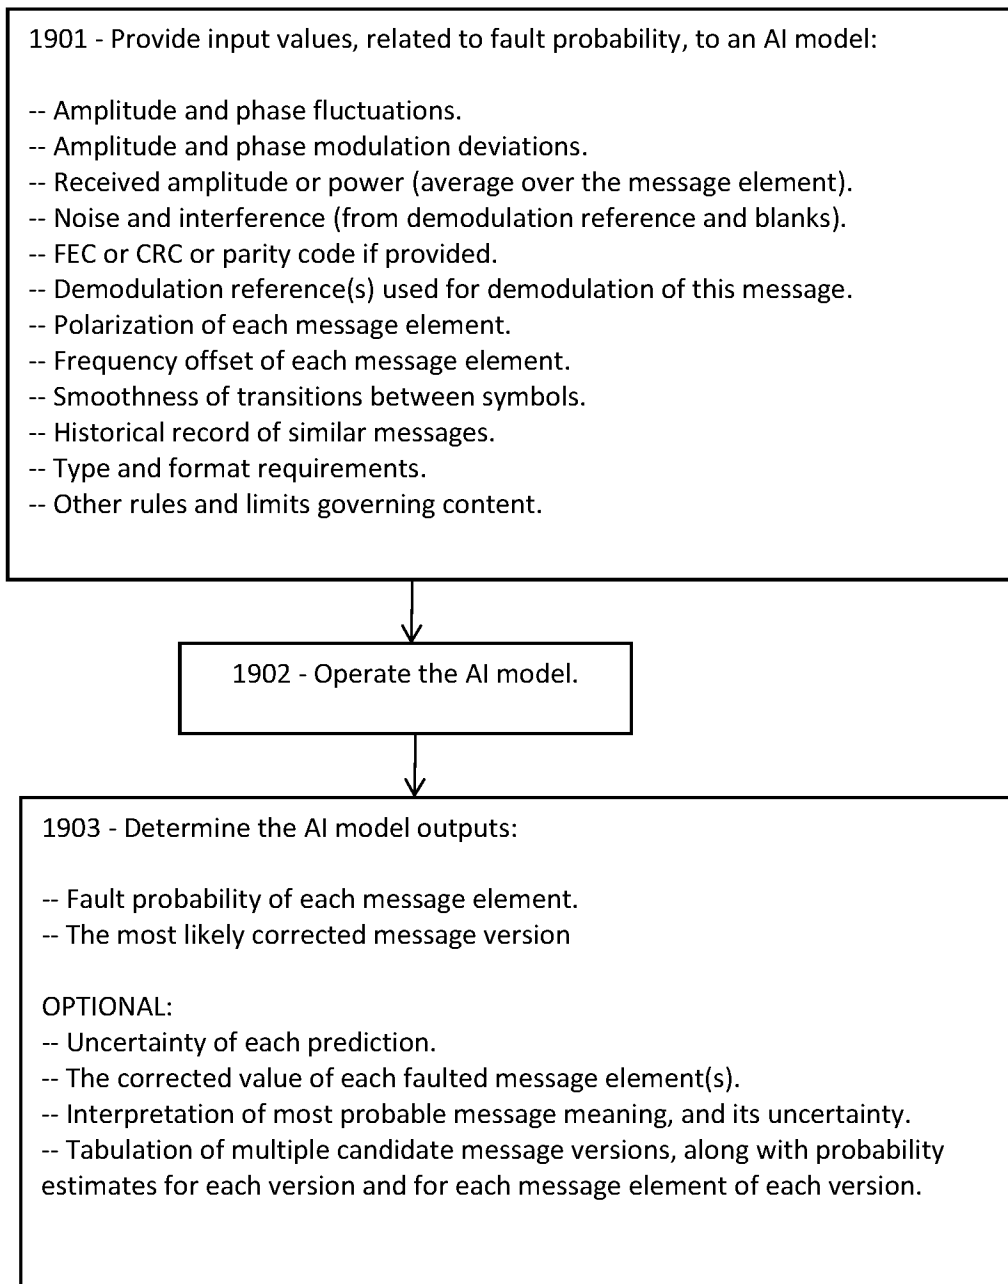 1901 - Provide input values, related to fault probability, to an AI model:
-- Amplitude and phase fluctuations.
-- Amplitude and phase modulation deviations.
-- Received amplitude or power (average over the message element).
-- Noise and interference (from demodulation reference and blanks).
-- FEC or CRC or parity code if provided.
-- Demodulation reference(s) used for demodulation of this message.
-- Polarization of each message element.
-- Frequency offset of each message element.
-- Smoothness of transitions between symbols.
-- Historical record of similar messages.
-- Type and format requirements.
-- Other rules and limits governing content.
1902 - Operate the AI model.
1903 - Determine the AI model outputs:
-- Fault probability of each message element.
-- The most likely corrected message version
OPTIONAL:
-- Uncertainty of each prediction.
-- The corrected value of each faulted message element(s).
-- Interpretation of most probable message meaning, and its uncertainty.
-- Tabulation of multiple candidate message versions, along with probability
estimates for each version and for each message element of each version.